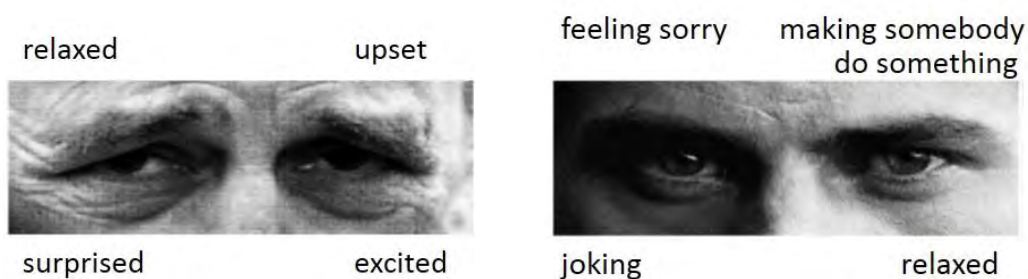 relaxed upset
feeling sorry making somebody
do something
surprised excited
joking relaxed